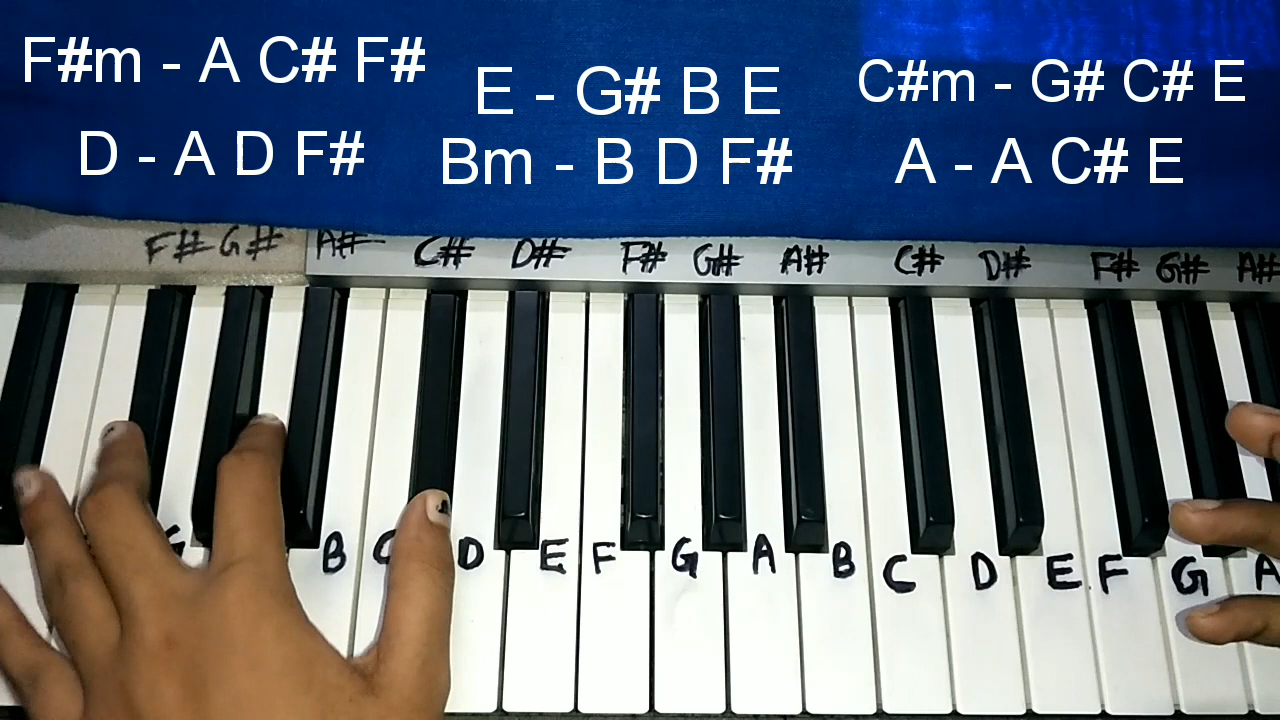 F#m - A C# F#
E - G# B E
C#m - G# C# E
D - A D F#
Bm - B D F#
A - A C# E
F# G# A# C# D# F# G# A# C# D# F# G# A#
G B C D E F G A B C D E F G A